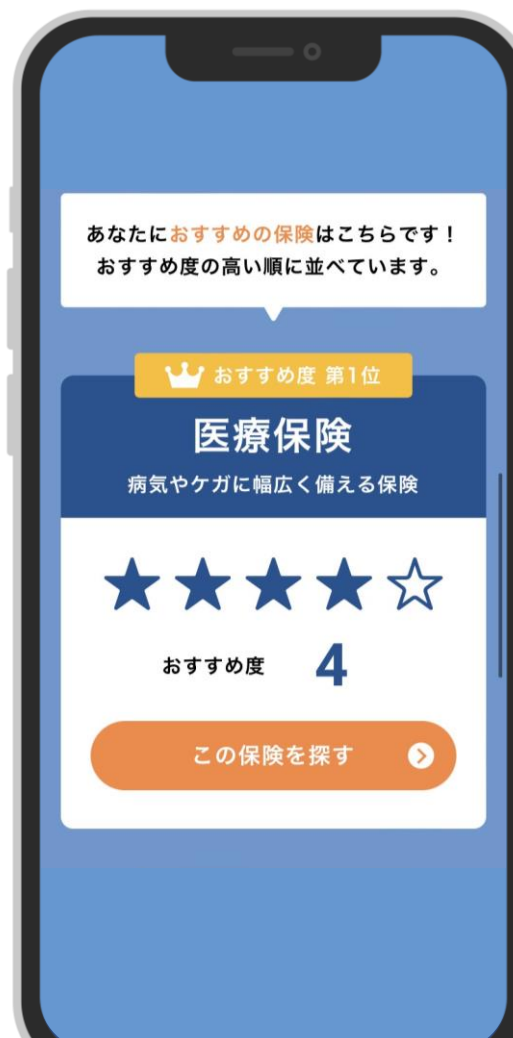 あなたにおすすめの保険はこちらです！
おすすめ度の高い順に並べています。
おすすめ度 第1位
医療保険
病気やケガに幅広く備える保険
おすすめ度 4
この保険を探す